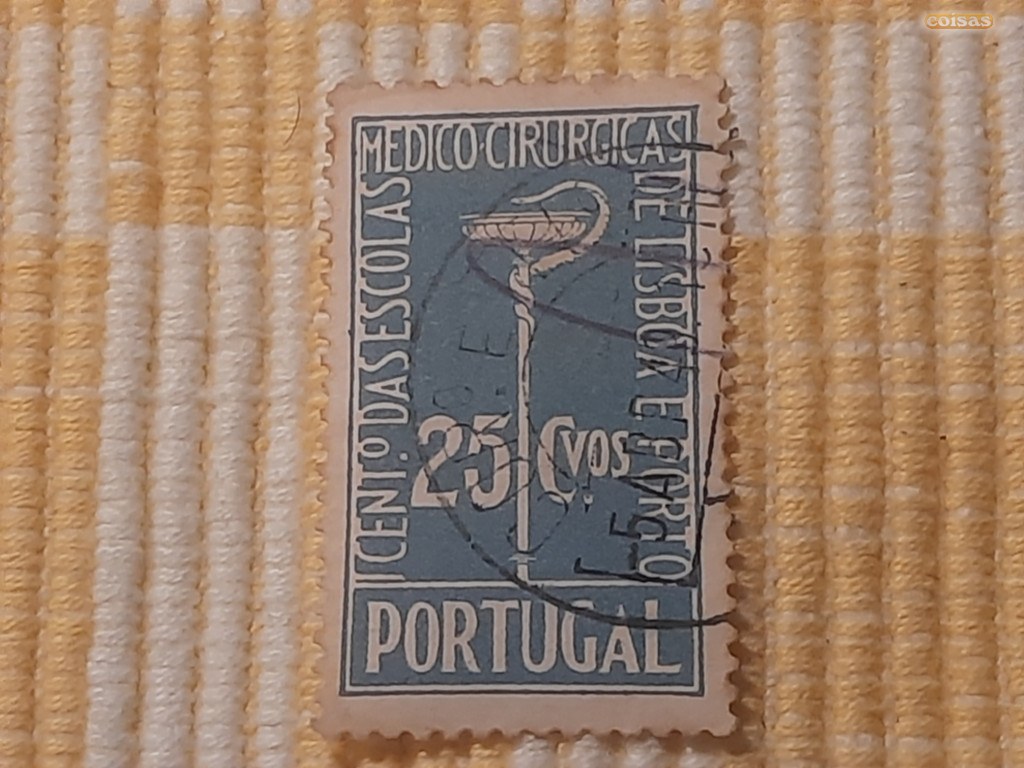 coisas
I CENT.º DAS ESCOLAS
MEDICO-CIRURGICAS
DE LISBOA E PORTO
25 Cvos
PORTUGAL